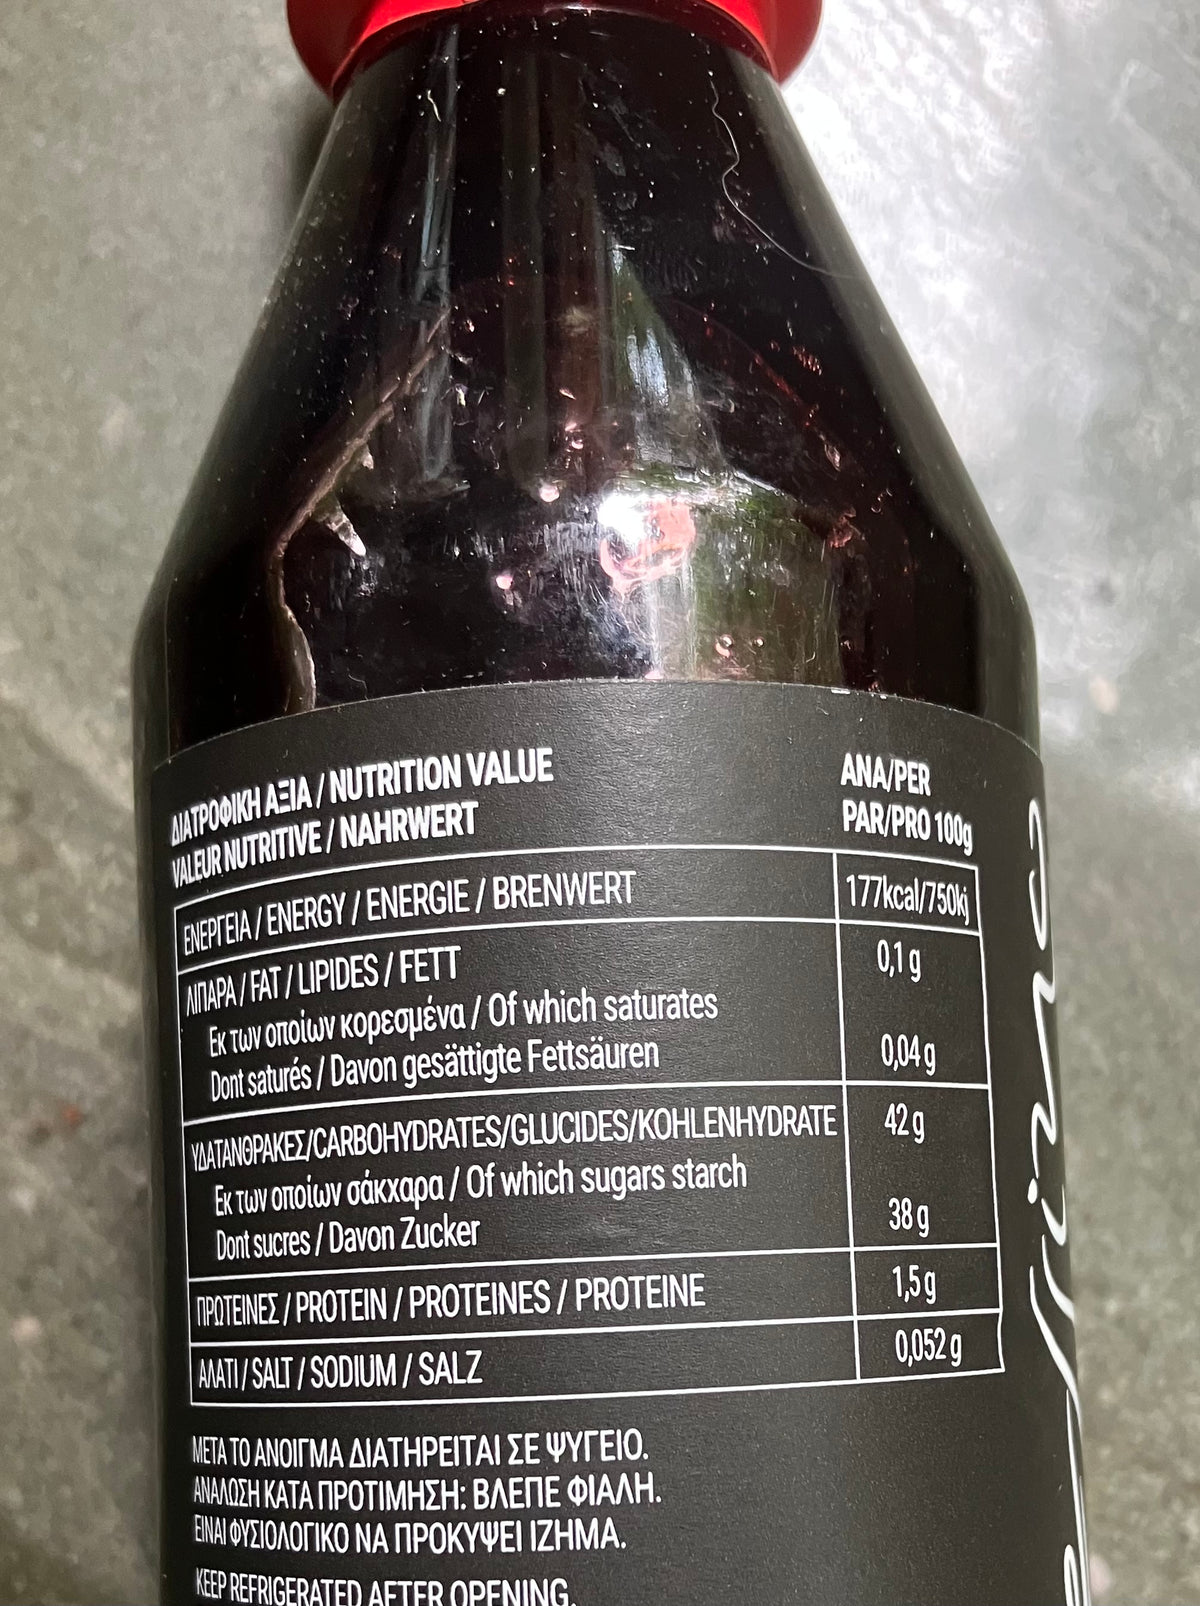 ΔΙΑΤΡΟΦΙΚΗ ΑΞΙΑ / NUTRITION VALUE
VALEUR NUTRITIVE / NAHRWERT
ANA/PER
PAR/PRO 100g
ΕΝΕΡΓΕΙΑ / ENERGY / ENERGIE / BRENWERT 177kcal/750kj
ΛΙΠΑΡΑ / FAT / LIPIDES / FETT 0,1 g
Εκ των οποίων κορεσμένα / Of which saturates
Dont saturés / Davon gesättigte Fettsäuren 0,04 g
ΥΔΑΤΑΝΘΡΑΚΕΣ/CARBOHYDRATES/GLUCIDES/KOHLENHYDRATE 42 g
Εκ των οποίων σάκχαρα / Of which sugars starch
Dont sucres / Davon Zucker 38 g
ΠΡΩΤΕΙΝΕΣ / PROTEIN / PROTEINES / PROTEINE 1,5 g
ΑΛΑΤΙ / SALT / SODIUM / SALZ 0,052 g
ΜΕΤΑ ΤΟ ΑΝΟΙΓΜΑ ΔΙΑΤΗΡΕΙΤΑΙ ΣΕ ΨΥΓΕΙΟ.
ΑΝΑΛΩΣΗ ΚΑΤΑ ΠΡΟΤΙΜΗΣΗ: ΒΛΕΠΕ ΦΙΑΛΗ.
ΕΙΝΑΙ ΦΥΣΙΟΛΟΓΙΚΟ ΝΑ ΠΡΟΚΥΨΕΙ ΙΖΗΜΑ.
KEEP REFRIGERATED AFTER OPENING.